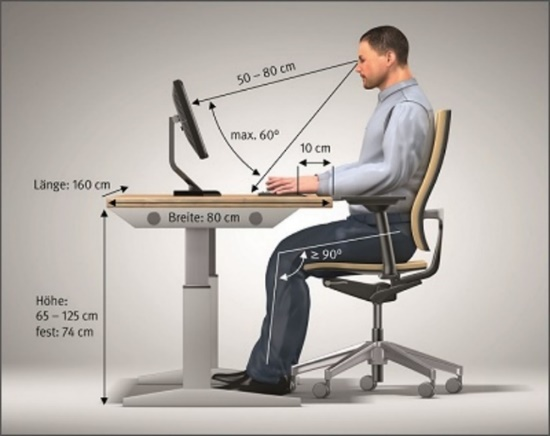 50 – 80 cm
max. 60°
10 cm
Länge: 160 cm
Breite: 80 cm
≥ 90°
Höhe:
65 – 125 cm
fest: 74 cm